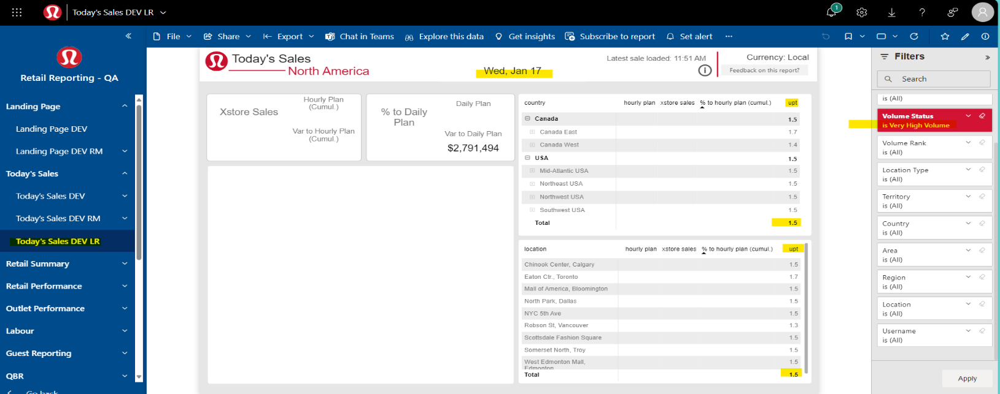 Today's Sales DEV LR
1
?
File
Share
Export
Chat in Teams
Explore this data
Get insights
Subscribe to report
Set alert
...
Retail Reporting - QA
Landing Page
Landing Page DEV
Landing Page DEV RM
Today's Sales
Today's Sales DEV
Today's Sales DEV RM
Today's Sales DEV LR
Retail Summary
Retail Performance
Outlet Performance
Labour
Guest Reporting
QBR
Go back
Today's Sales
North America
Wed, Jan 17
Latest sale loaded: 11:51 AM
Currency: Local
Feedback on this report?
Xstore Sales
Hourly Plan
(Cumul.)
Var to Hourly Plan
(Cumul.)
% to Daily
Plan
Daily Plan
Var to Daily Plan
$2,791,494
country hourly plan xstore sales % to hourly plan (cumul.) upt
Canada 1.5
Canada East 1.7
Canada West 1.4
USA 1.5
Mid-Atlantic USA 1.5
Northeast USA 1.5
Northwest USA 1.5
Southwest USA 1.5
Total 1.5
location hourly plan xstore sales % to hourly plan (cumul.) upt
Chinook Center, Calgary 1.5
Eaton Ctr., Toronto 1.7
Mall of America, Bloomington 1.5
North Park, Dallas 1.5
NYC 5th Ave 1.5
Robson St, Vancouver 1.3
Scottsdale Fashion Square 1.5
Somerset North, Troy 1.5
West Edmonton Mall, 1.5
Edmonton
Total 1.5
Filters
Search
is (All)
Volume Status
is Very High Volume
Volume Rank
is (All)
Location Type
is (All)
Territory
is (All)
Country
is (All)
Area
is (All)
Region
is (All)
Location
is (All)
Username
is (All)
Apply